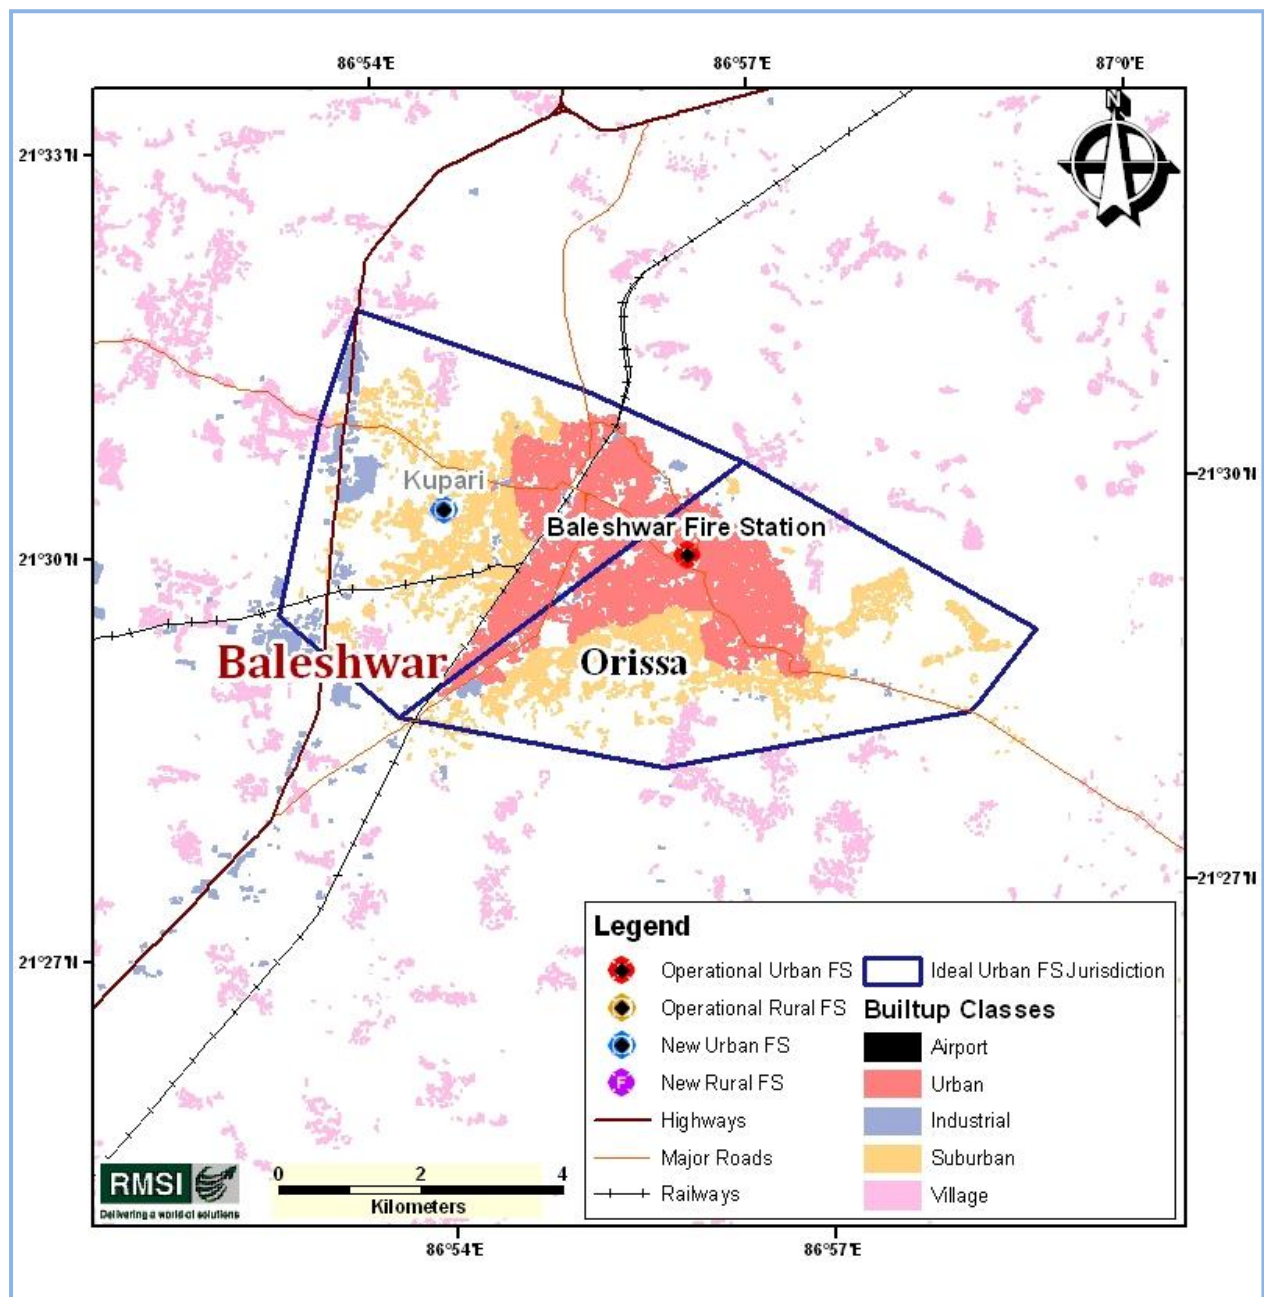 86°54'E 86°57'E 87°0'E
N
21°33'N
Kupari
21°30'N
Baleshwar Fire Station
21°30'N
Baleshwar
Orissa
21°27'N
Legend
Operational Urban FS
Ideal Urban FS Jurisdiction
21°27'N
Operational Rural FS
Builtup Classes
New Urban FS
Airport
F
New Rural FS
Urban
Highways
Industrial
Major Roads
Suburban
Railways
Village
RMSI
Delivering a world of solutions
0 2 4
Kilometers
86°54'E 86°57'E